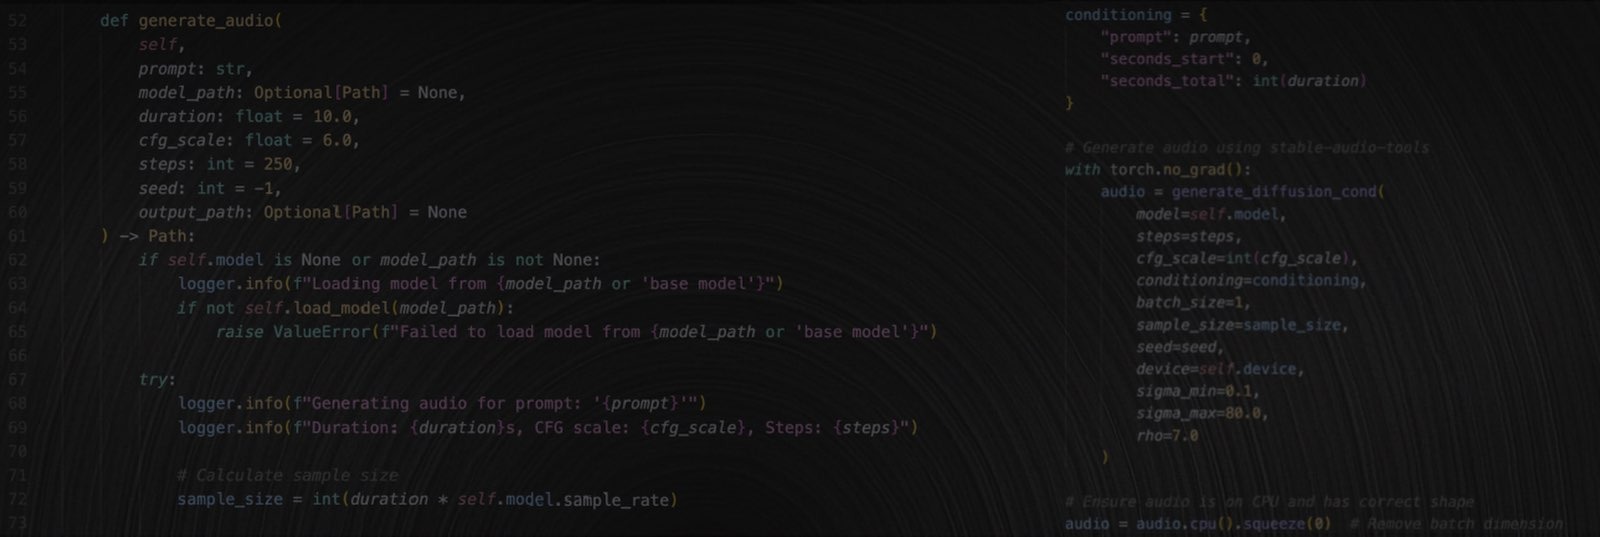 52 def generate_audio(
53 self,
54 prompt: str,
55 model_path: Optional[Path] = None,
56 duration: float = 10.0,
57 cfg_scale: float = 6.0,
58 steps: int = 250,
59 seed: int = -1,
60 output_path: Optional[Path] = None
61 ) -> Path:
62 if self.model is None or model_path is not None:
63 logger.info(f"Loading model from {model_path or 'base model'}")
64 if not self.load_model(model_path):
65 raise ValueError(f"Failed to load model from {model_path or 'base model'}")
66
67 try:
68 logger.info(f"Generating audio for prompt: '{prompt}'")
69 logger.info(f"Duration: {duration}s, CFG scale: {cfg_scale}, Steps: {steps}")
70
71 # Calculate sample size
72 sample_size = int(duration * self.model.sample_rate)
73
conditioning = {
"prompt": prompt,
"seconds_start": 0,
"seconds_total": int(duration)
}
# Generate audio using stable-audio-tools
with torch.no_grad():
audio = generate_diffusion_cond(
model=self.model,
steps=steps,
cfg_scale=int(cfg_scale),
conditioning=conditioning,
batch_size=1,
sample_size=sample_size,
seed=seed,
device=self.device,
sigma_min=0.1,
sigma_max=80.0,
rho=7.0
)
# Ensure audio is on CPU and has correct shape
audio = audio.cpu().squeeze(0) # Remove batch dimension